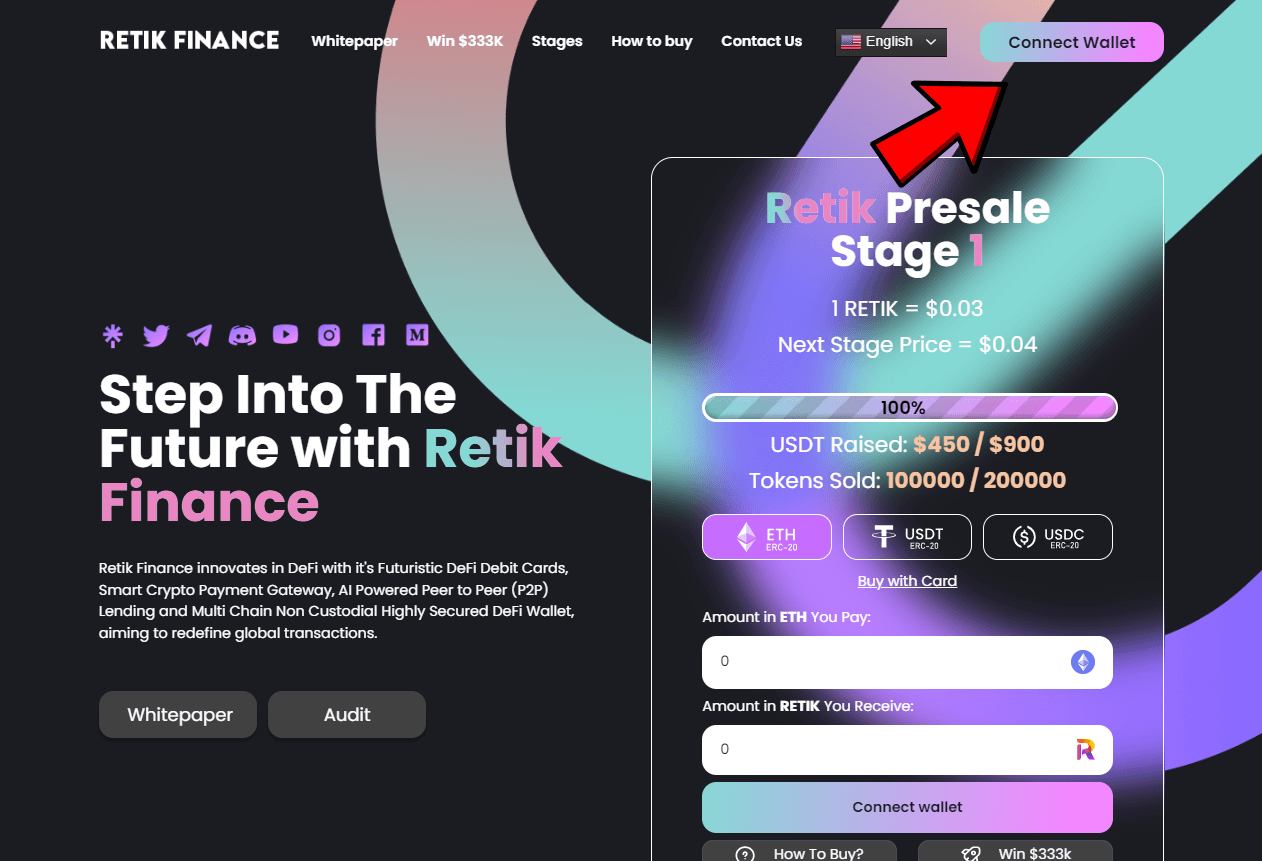 RETIK FINANCE
Whitepaper
Win $333K
Stages
How to buy
Contact Us
English
Connect Wallet
Step Into The
Future with Retik
Finance
Retik Finance innovates in DeFi with it's Futuristic DeFi Debit Cards,
Smart Crypto Payment Gateway, AI Powered Peer to Peer (P2P)
Lending and Multi Chain Non Custodial Highly Secured DeFi Wallet,
aiming to redefine global transactions.
Whitepaper
Audit
Retik Presale
Stage 1
1 RETIK = $0.03
Next Stage Price = $0.04
100%
USDT Raised: $450 / $900
Tokens Sold: 100000 / 200000
ETH
ERC-20
USDT
ERC-20
USDC
ERC-20
Buy with Card
Amount in ETH You Pay:
0
Amount in RETIK You Receive:
0
Connect wallet
How To Buy?
Win $333k